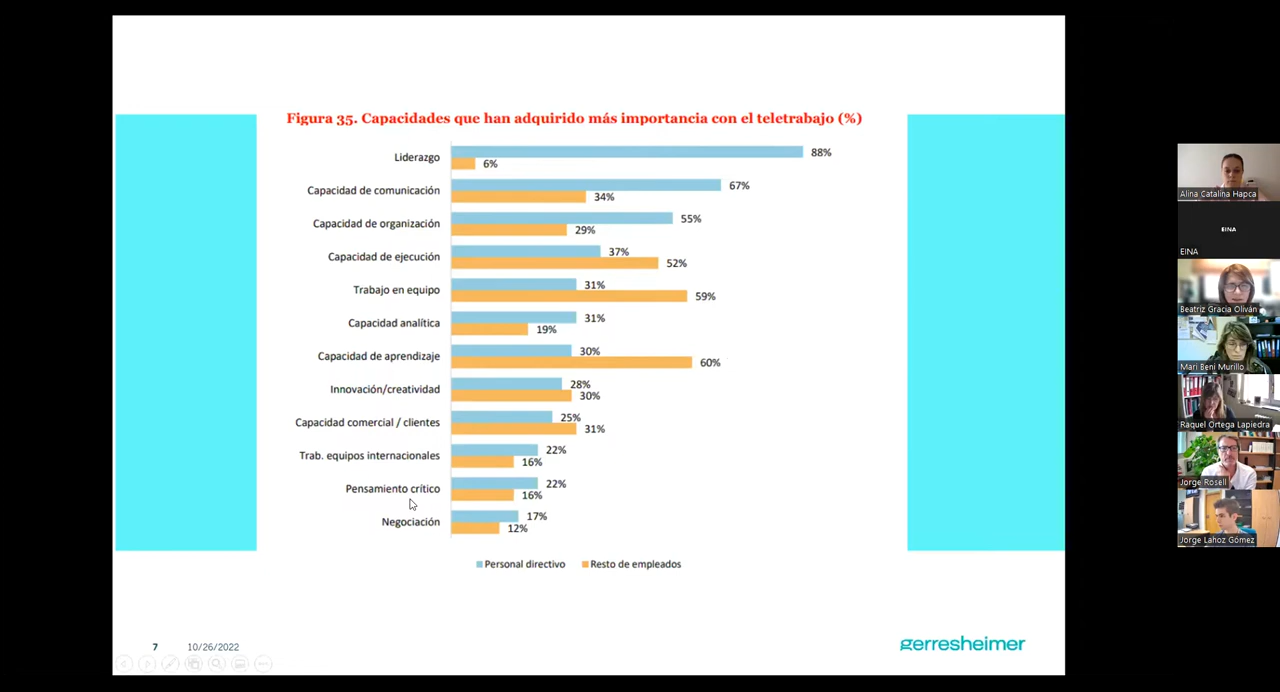 Figura 35. Capacidades que han adquirido más importancia con el teletrabajo (%)
Liderazgo 88% 6%
Capacidad de comunicación 67% 34%
Capacidad de organización 55% 29%
Capacidad de ejecución 37% 52%
Trabajo en equipo 31% 59%
Capacidad analítica 31% 19%
Capacidad de aprendizaje 30% 60%
Innovación/creatividad 28% 30%
Capacidad comercial / clientes 25% 31%
Trab. equipos internacionales 22% 16%
Pensamiento crítico 22% 16%
Negociación 17% 12%
Personal directivo Resto de empleados
7 10/26/2022 gerresheimer
Alina Catalina Hapca
EINA
EINA
Beatriz Gracia Oliván
Mari Beni Murillo
Raquel Ortega Lapiedra
Jorge Rosell
Jorge Lahoz Gómez